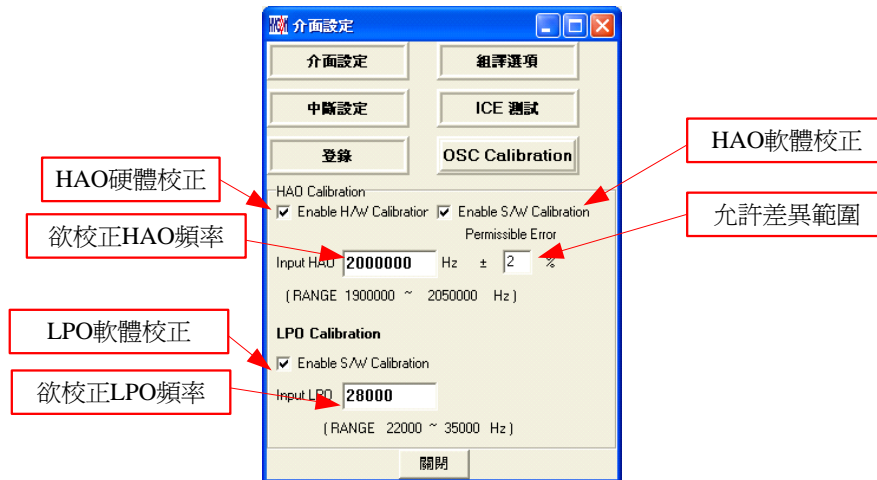 HYCON 介面設定
介面設定 組譯選項
中斷設定 ICE 測試
登錄 OSC Calibration
HAO軟體校正
HAO硬體校正
HAO Calibration
Enable H/W Calibratior Enable S/W Calibration
允許差異範圍
欲校正HAO頻率
Permissible Error
Input HAO 2000000 Hz ± 2 %
(RANGE 1900000 ~ 2050000 Hz)
LPO軟體校正
LPO Calibration
Enable S/W Calibration
欲校正LPO頻率
Input LPO 28000
(RANGE 22000 ~ 35000 Hz)
關閉